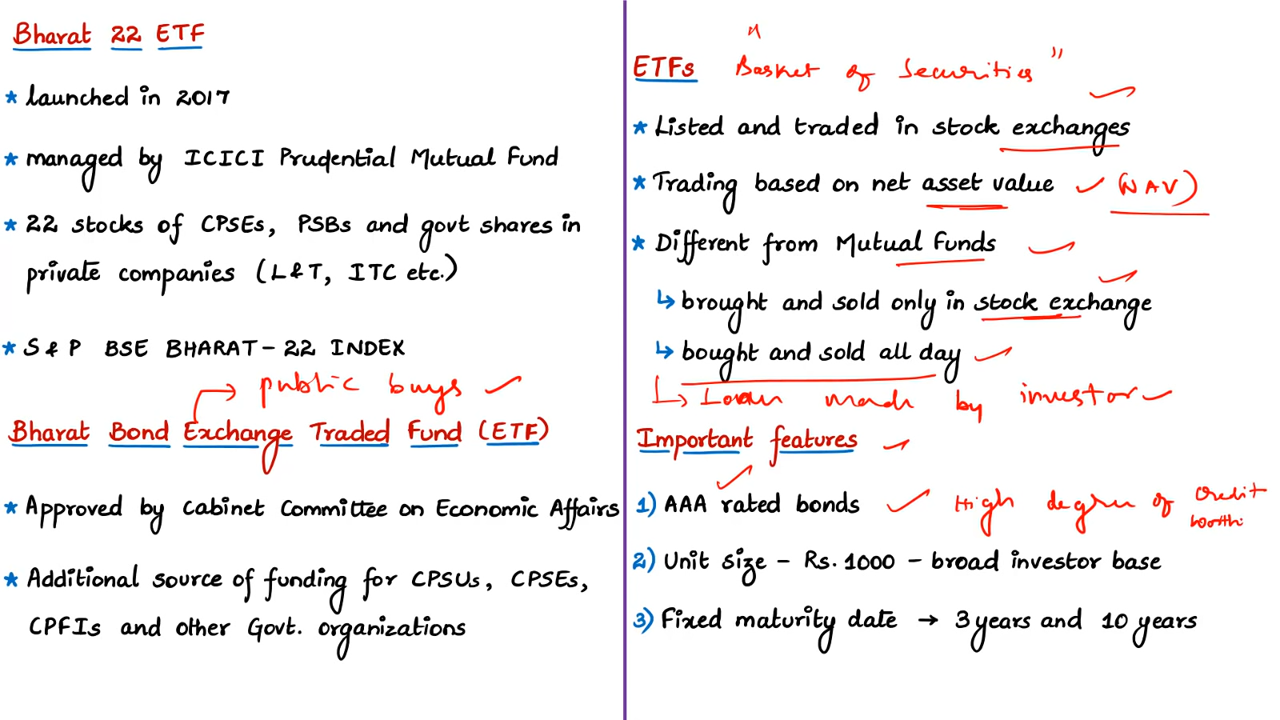 Bharat 22 ETF
* launched in 2017
* managed by ICICI Prudential Mutual Fund
* 22 stocks of CPSEs, PSBs and govt shares in
private companies (L&T, ITC etc.)
* S & P BSE BHARAT - 22 INDEX
→ public buys ✓
Bharat Bond Exchange Traded Fund (ETF)
* Approved by Cabinet Committee on Economic Affairs
* Additional source of funding for CPSUs, CPSEs,
CPFIs and other Govt. organizations
ETFs "Basket of Securities"
* Listed and traded in stock exchanges ✓
* Trading based on net asset value ✓ (NAV)
* Different from Mutual Funds ✓
↳ brought and sold only in stock exchange ✓
↳ bought and sold all day ✓
↳ Loan made by investor ✓
Important features ✓
1) AAA rated bonds ✓ High degree of credit
worth
2) Unit size - Rs. 1000 - broad investor base
3) Fixed maturity date → 3 years and 10 years